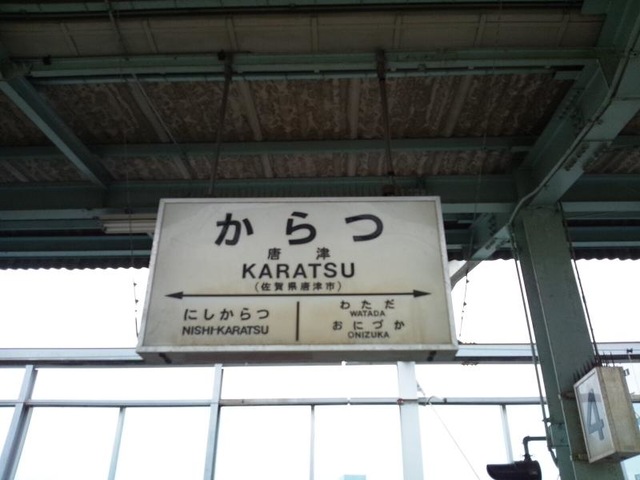 からつ
唐津
KARATSU
(佐賀県唐津市)
にしからつ
NISHI-KARATSU
わただ
WATADA
おにづか
ONIZUKA
4